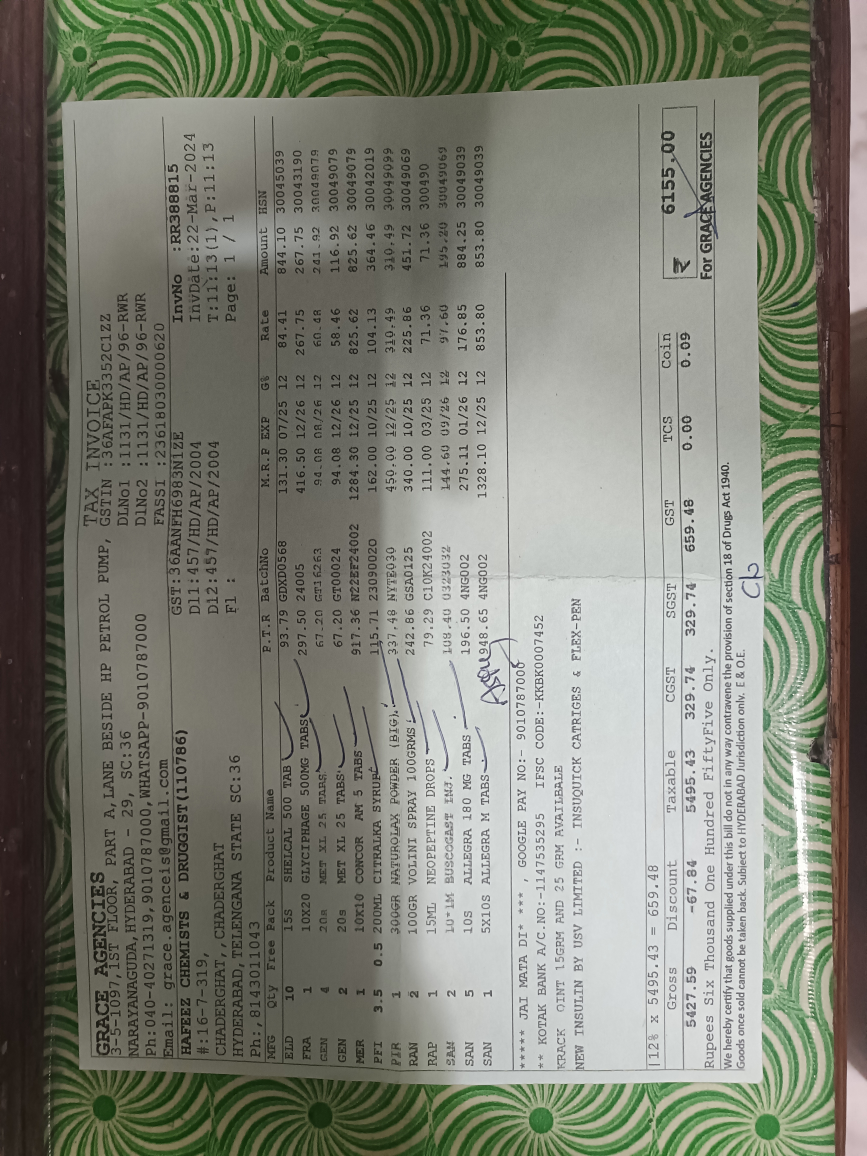 TAX INVOICE
GRACE AGENCIES
3-5-1097,1ST FLOOR, PART A,LANE BESIDE HP PETROL PUMP, GSTIN :36AFAPK3352C1ZZ
NARAYANAGUDA,HYDERABAD - 29, SC:36 DLNo1 :1131/HD/AP/96-RWR
Ph:040-40271319,9010787000,WHATSAPP-9010787000 DlNo2 :1131/HD/AP/96-RWR
Email: grace.agenceis@gmail.com FASSI :23618030000620
HAFEEZ CHEMISTS & DRUGGIST(110786) GST:36AANFH6983N1ZE InvNo :RR388815
#:16-7-319, Dl1:457/HD/AP/2004 InvDate:22-Mar-2024
CHADERGHAT,,CHADERGHAT Dl2:457/HD/AP/2004 T:11:13(1),P:11:13
HYDERABAD,TELENGANA STATE SC:36 Fl : Page: 1 / 1
Ph:,8143011043
MFG Qty Free Pack Product Name P.T.R BatchNo M.R.P EXP G% Rate Amount HSN
ELD 10 15S SHELCAL 500 TAB 93.79 GDXD0568 131.30 07/25 12 84.41 844.10 30045039
FRA 1 10X20 GLYCIPHAGE 500MG TABS 297.50 24005 416.50 12/26 12 267.75 267.75 30043190
GEN 4 20s MET XL 25 TABS 67.20 GT16263 94.08 08/26 12 60.48 241.92 30049079
GEN 2 20s MET XL 25 TABS 67.20 GT00024 94.08 12/26 12 58.46 116.92 30049079
MER 1 10K10 CONCOR AM 5 TABS 917.36 N22EF24002 1284.30 12/25 12 825.62 825.62 30049079
PFI 3.5 0.5 200ML CITRALKA SYRUP 115.71 23090020 162.00 10/25 12 104.13 364.46 30042019
PIR 1 300GR NATUROLAX POWDER (BIG) 337.48 NYTE030 450.00 12/25 12 310.49 310.49 30049099
RAN 2 100GR VOLINI SPRAY 100GRMS 242.86 GSA0125 340.00 10/25 12 225.86 451.72 30049069
RAP 1 15ML NEOPEPTINE DROPS 79.29 C10K24002 111.00 03/25 12 71.36 71.36 300490
SAN 2 10*1M BUSCOGAST INJ. 108.40 0323032 144.60 09/26 12 97.60 195.20 30049069
SAN 5 10S ALLEGRA 180 MG TABS 196.50 4NG002 275.11 01/26 12 176.85 884.25 30049039
SAN 1 5X10S ALLEGRA M TABS 948.65 4NG002 1328.10 12/25 12 853.80 853.80 30049039
***** JAI MATA DI* *** , GOOGLE PAY NO:- 9010787000
** KOTAK BANK A/C.NO:-1147535295 IFSC CODE:-KKBK0007452
KRACK OINT 15GRM AND 25 GRM AVAILBALE
NEW INSULIN BY USV LIMITED :- INSUQUICK CATRIGES & FLEX-PEN
|12% x 5495.43 = 659.48
Gross Discount Taxable CGST SGST GST TCS Coin
5427.59 -67.84 5495.43 329.74 329.74 659.48 0.00 0.09 ₹ 6155.00
Rupees Six Thousand One Hundred FiftyFive Only. For GRACE AGENCIES
We hereby certify that goods supplied under this bill do not in any way contravene the provision of section 18 of Drugs Act 1940.
Goods once sold cannot be taken back. Subject to HYDERABAD Jurisdiction only. E & O.E.